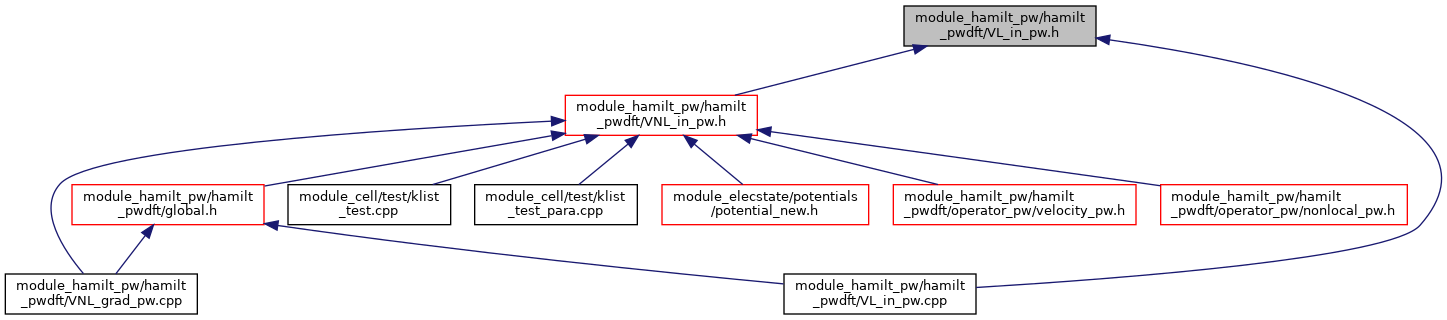 module_hamilt_pw/hamilt
_pwdft/VL_in_pw.h
module_hamilt_pw/hamilt
_pwdft/VNL_in_pw.h
module_hamilt_pw/hamilt
_pwdft/global.h
module_cell/test/klist
_test.cpp
module_cell/test/klist
_test_para.cpp
module_elecstate/potentials
/potential_new.h
module_hamilt_pw/hamilt
_pwdft/operator_pw/velocity_pw.h
module_hamilt_pw/hamilt
_pwdft/operator_pw/nonlocal_pw.h
module_hamilt_pw/hamilt
_pwdft/VNL_grad_pw.cpp
module_hamilt_pw/hamilt
_pwdft/VL_in_pw.cpp